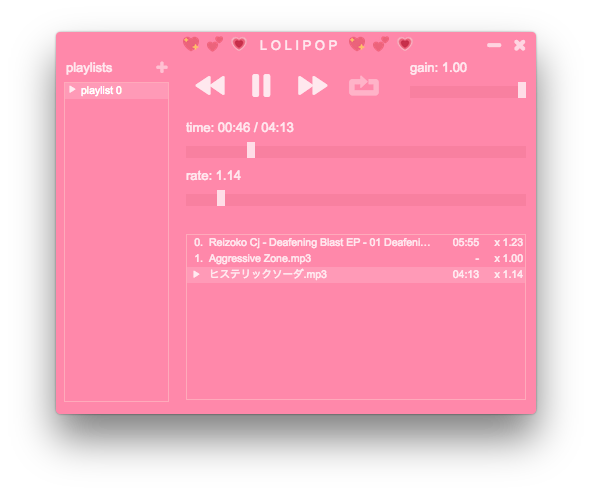 💖 💕 💗 LOLIPOP 💖 💕 💗
playlists
gain: 1.00
playlist 0
time: 00:46 / 04:13
rate: 1.14
0. Reizoko Cj - Deafening Blast EP - 01 Deafeni... 05:55 x 1.23
1. Aggressive Zone.mp3 - x 1.00
ヒステリックソーダ.mp3 04:13 x 1.14